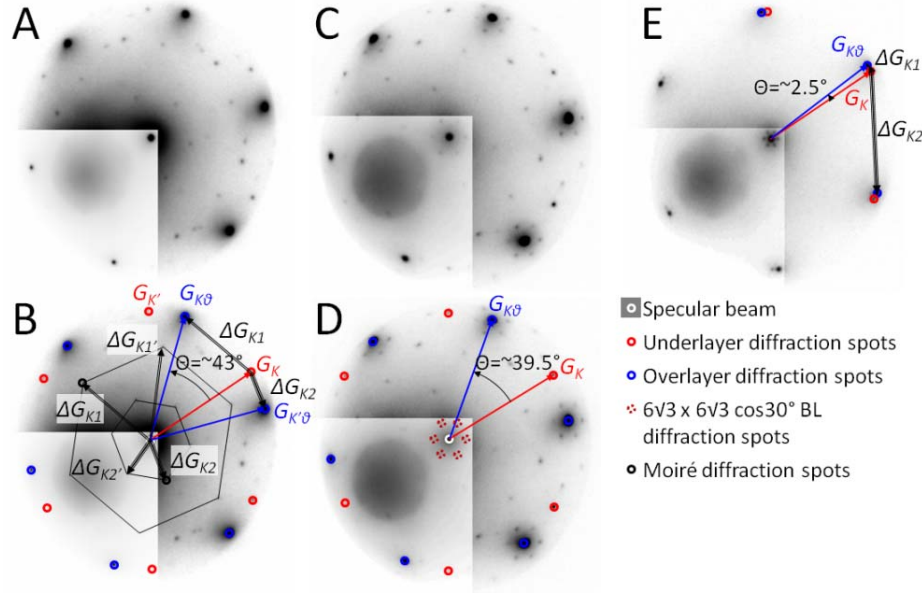 A
C
E
G_Kϑ
ΔG_K1
Θ=~2.5°
G_K
ΔG_K2
B
G_K'
G_Kϑ
ΔG_K1'
ΔG_K1
Θ=~43°
G_K
ΔG_K2
ΔG_K1
G_K'ϑ
ΔG_K2'
ΔG_K2
D
G_Kϑ
Θ=~39.5°
G_K
Specular beam
Underlayer diffraction spots
Overlayer diffraction spots
6√3 x 6√3 cos30° BL
diffraction spots
Moiré diffraction spots